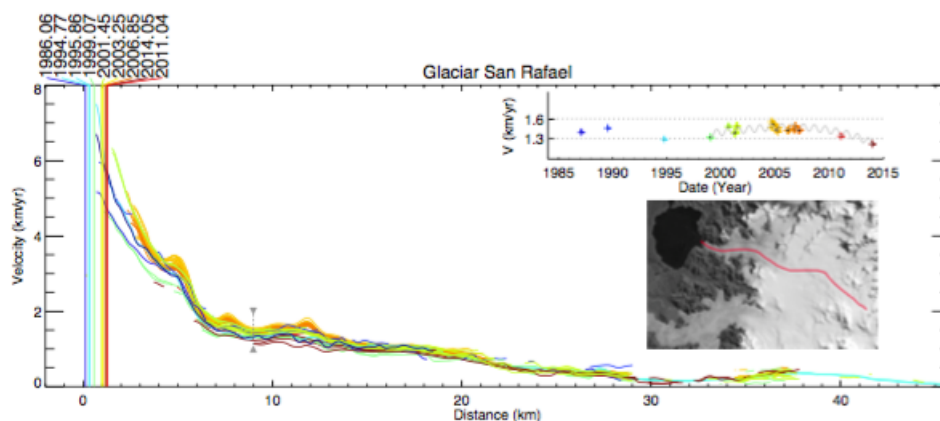 1986.06
1994.77
1995.86
1999.07
2001.45
2003.25
2006.85
2014.05
2011.04
Glaciar San Rafael
8
6
4
2
0
Velocity (km/yr)
0 10 20 30 40
Distance (km)
1.6
1.3
V (km/yr)
1985 1990 1995 2000 2005 2010 2015
Date (Year)